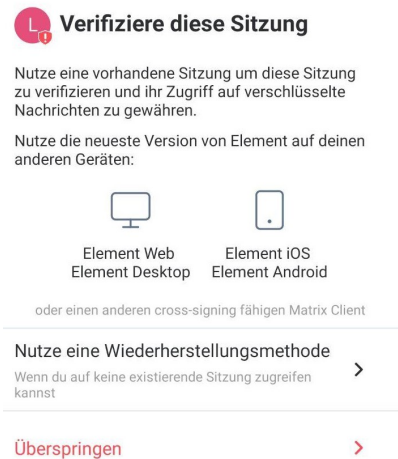 L
Verifiziere diese Sitzung
Nutze eine vorhandene Sitzung um diese Sitzung
zu verifizieren und ihr Zugriff auf verschlüsselte
Nachrichten zu gewähren.
Nutze die neueste Version von Element auf deinen
anderen Geräten:
Element Web
Element Desktop
Element iOS
Element Android
oder einen anderen cross-signing fähigen Matrix Client
Nutze eine Wiederherstellungsmethode
Wenn du auf keine existierende Sitzung zugreifen
kannst
Überspringen